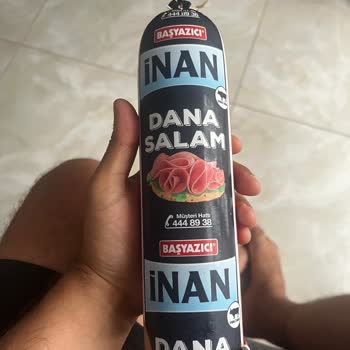 444 89 38
BAŞYAZICI
İNAN
DANA
SALAM
Müşteri Hattı
444 89 38
BAŞYAZICI
İNAN
DANA